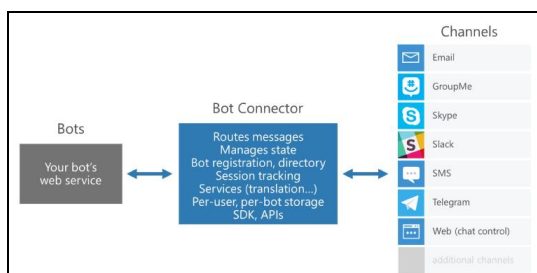 Channels
Email
GroupMe
Skype
Slack
SMS
Telegram
Web (chat control)
additional channels
Bot Connector
Routes messages
Manages state
Bot registration, directory
Session tracking
Services (translation...)
Per-user, per-bot storage
SDK, APIs
Bots
Your bot's
web service